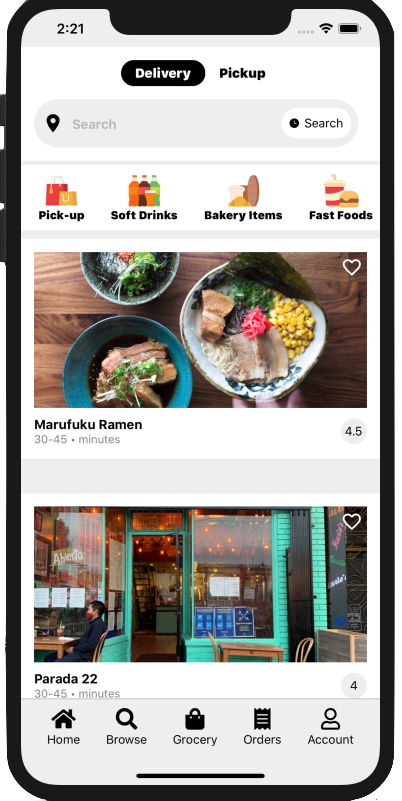 2:21
Delivery Pickup
Search Search
Pick-up Soft Drinks Bakery Items Fast Foods
Marufuku Ramen 4.5
30-45 • minutes
Abierto
Parada 22 4
30-45 • minutes
Home Browse Grocery Orders Account